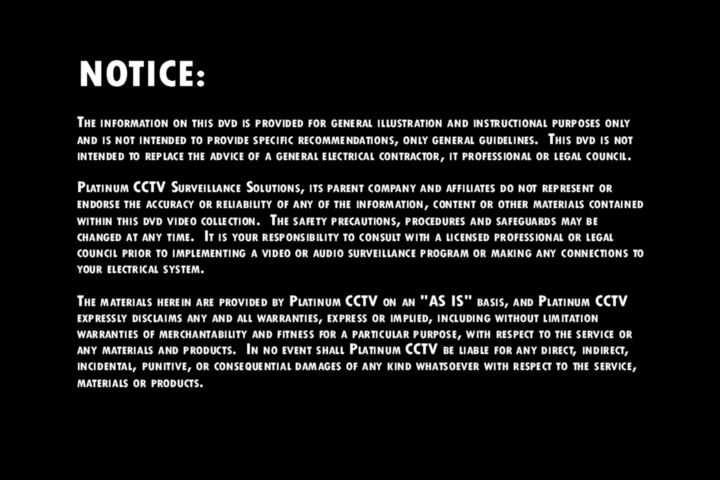 NOTICE:
The information on this dvd is provided for general illustration and instructional purposes only
and is not intended to provide specific recommendations, only general guidelines. This dvd is not
intended to replace the advice of a general electrical contractor, it professional or legal council.
Platinum CCTV Surveillance Solutions, its parent company and affiliates do not represent or
endorse the accuracy or reliability of any of the information, content or other materials contained
within this dvd video collection. The safety precautions, procedures and safeguards may be
changed at any time. It is your responsibility to consult with a licensed professional or legal
council prior to implementing a video or audio surveillance program or making any connections to
your electrical system.
The materials herein are provided by Platinum CCTV on an "AS IS" basis, and Platinum CCTV
expressly disclaims any and all warranties, express or implied, including without limitation
warranties of merchantability and fitness for a particular purpose, with respect to the service or
any materials and products. In no event shall Platinum CCTV be liable for any direct, indirect,
incidental, punitive, or consequential damages of any kind whatsoever with respect to the service,
materials or products.